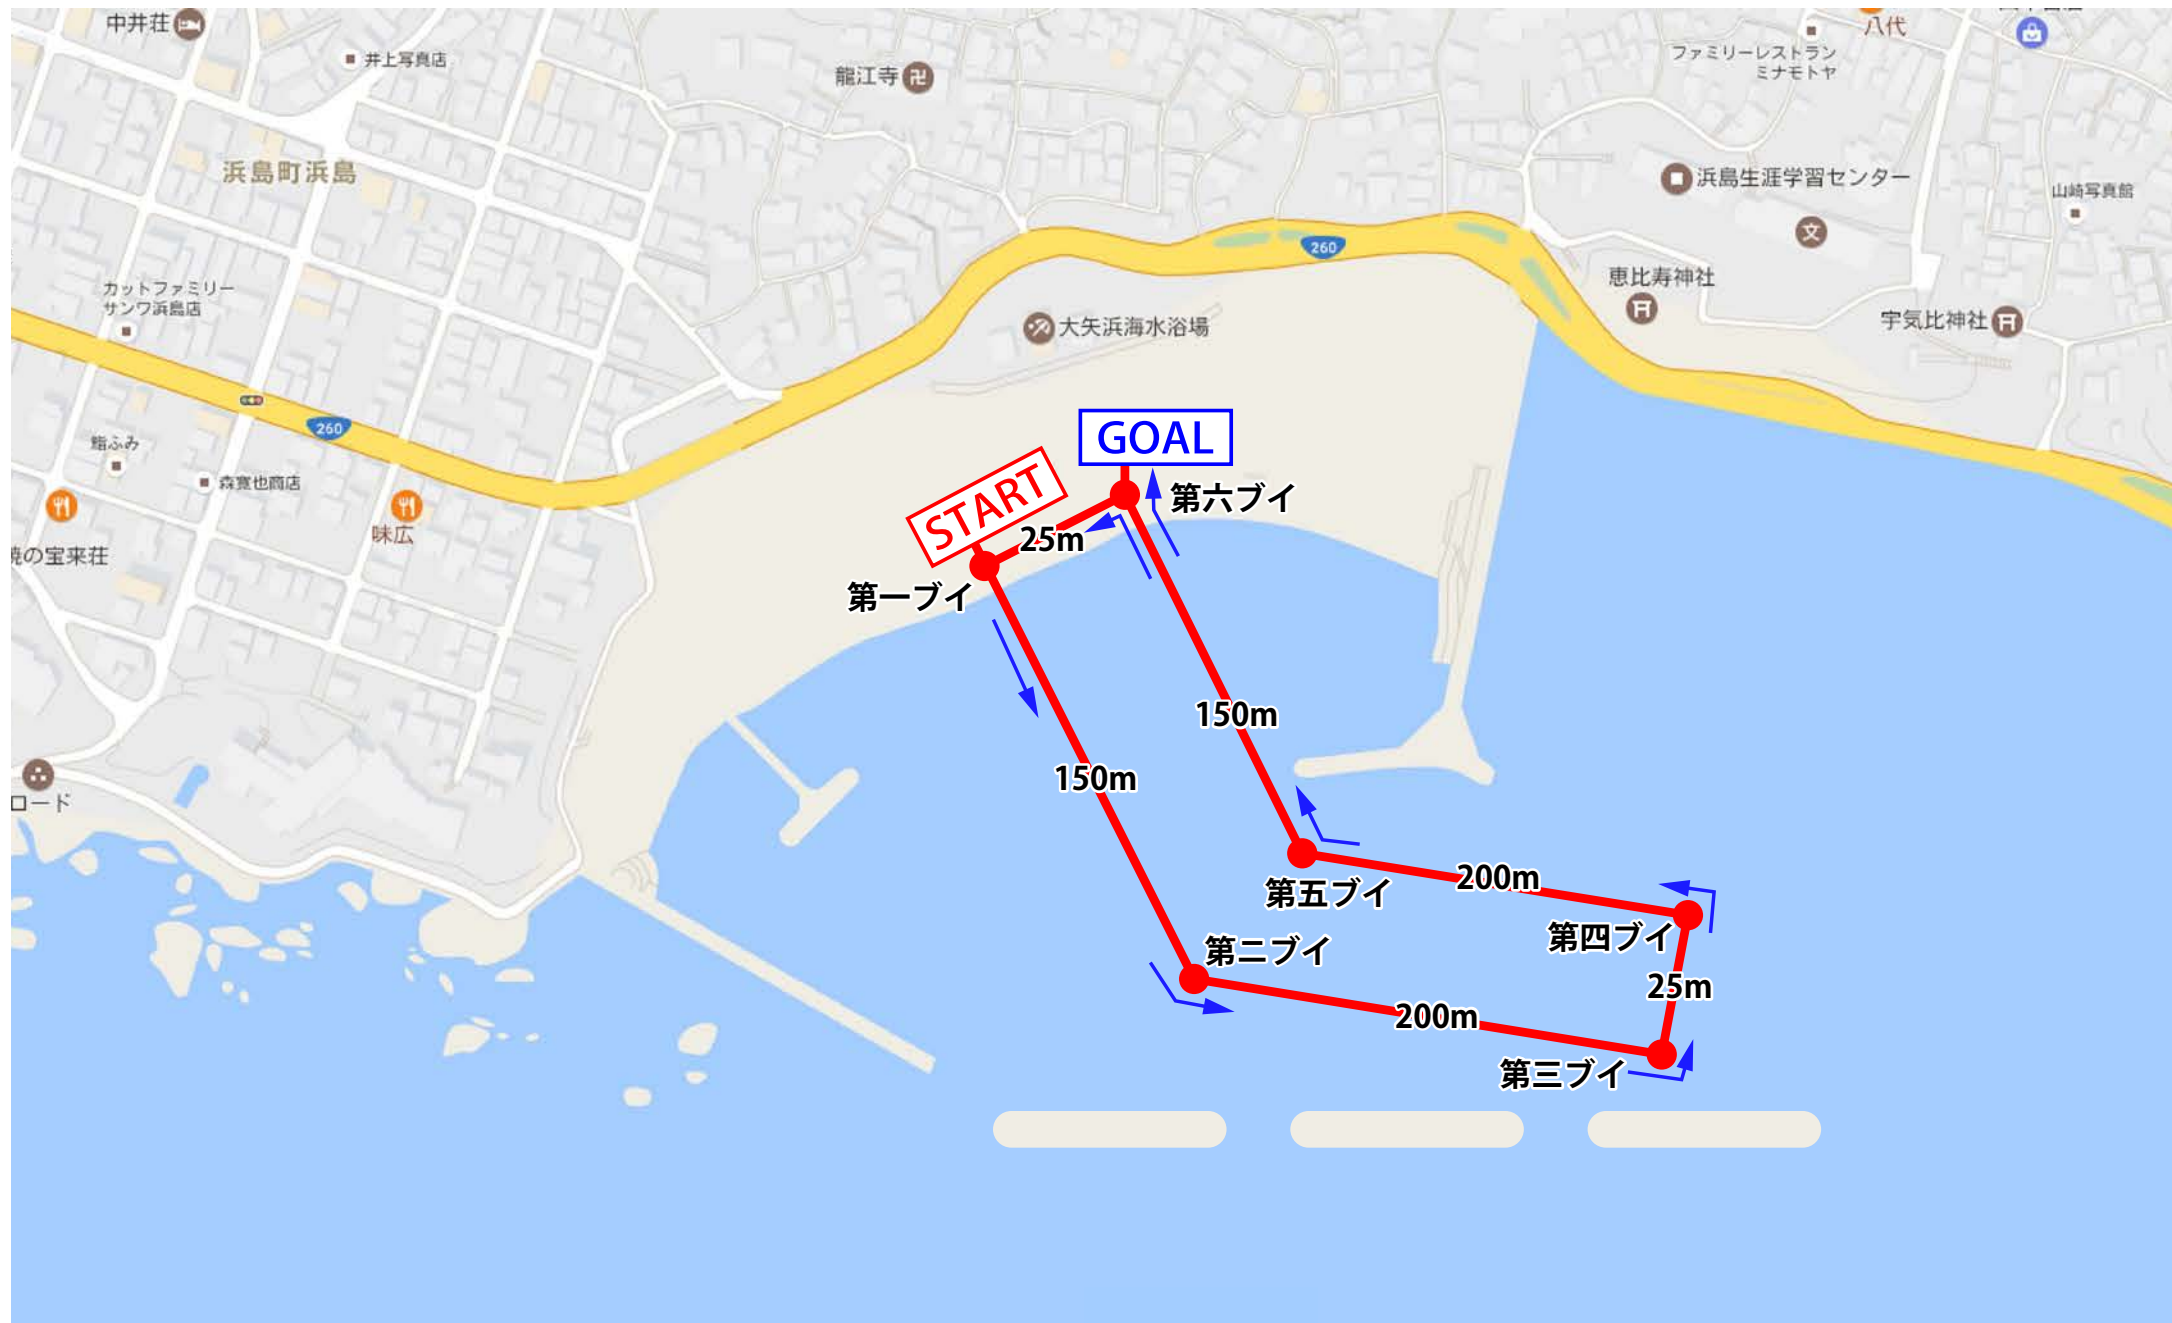 中井荘
井上写真店
龍江寺
八代
ファミリーレストラン
ミナモトヤ
浜島町浜島
浜島生涯学習センター
山崎写真館
文
260
恵比寿神社
カットファミリー
サンワ浜島店
宇気比神社
大矢浜海水浴場
260
鮨ふみ
森寛也商店
味広
焼の宝来荘
GOAL
START
第六ブイ
25m
第一ブイ
150m
150m
ロード
200m
第五ブイ
第四ブイ
第二ブイ
25m
200m
第三ブイ